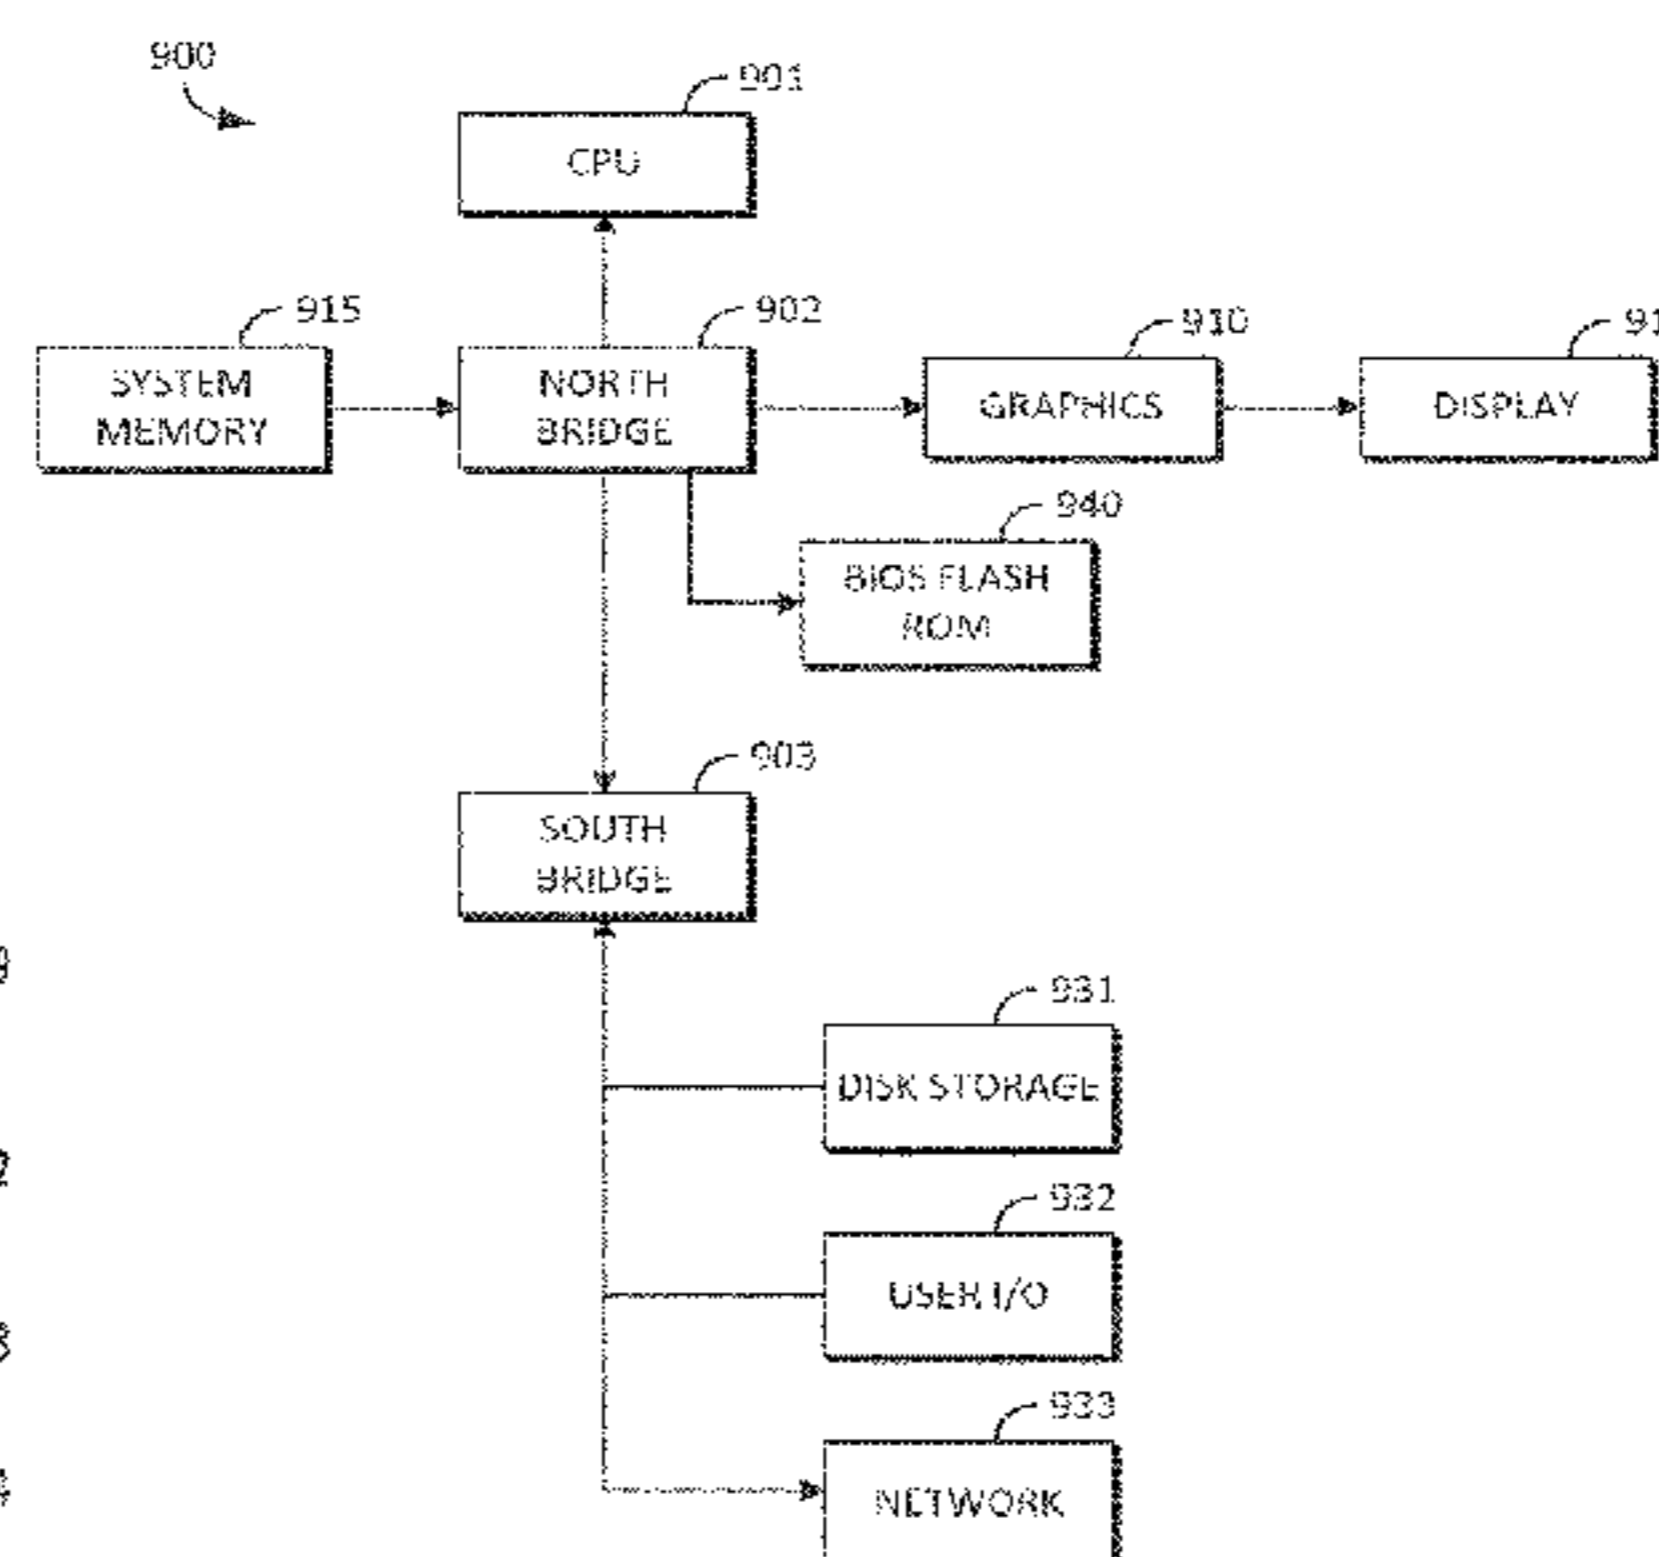 900
901
CPU
915
902
910
SYSTEM
MEMORY
NORTH
BRIDGE
GRAPHICS
DISPLAY
940
BIOS FLASH
ROM
903
SOUTH
BRIDGE
931
DISK STORAGE
932
USER I/O
933
NETWORK